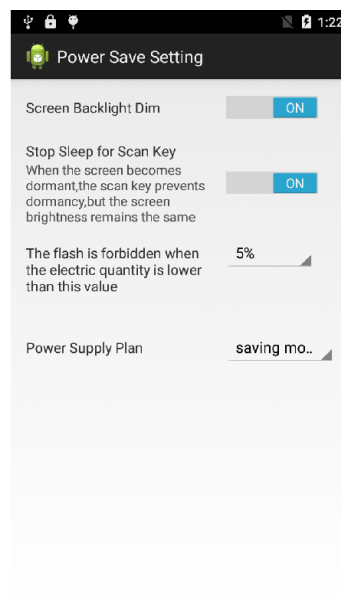 1:22
Power Save Setting
Screen Backlight Dim
ON
Stop Sleep for Scan Key
When the screen becomes
dormant,the scan key prevents
dormancy,but the screen
brightness remains the same
ON
The flash is forbidden when
the electric quantity is lower
than this value
5%
Power Supply Plan
saving mo..